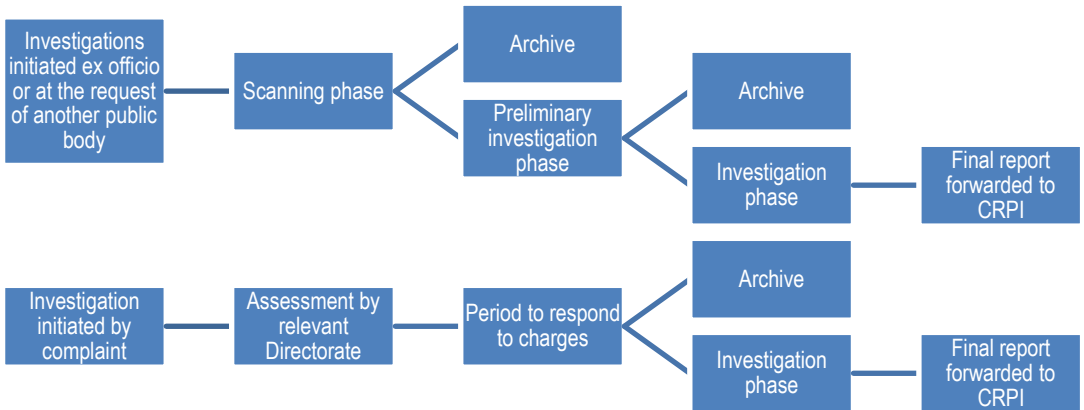 Investigations
initiated ex officio
or at the request
of another public
body
Scanning phase
Archive
Preliminary
investigation
phase
Archive
Investigation
phase
Final report
forwarded to
CRPI
Investigation
initiated by
complaint
Assessment by
relevant
Directorate
Period to respond
to charges
Archive
Investigation
phase
Final report
forwarded to
CRPI